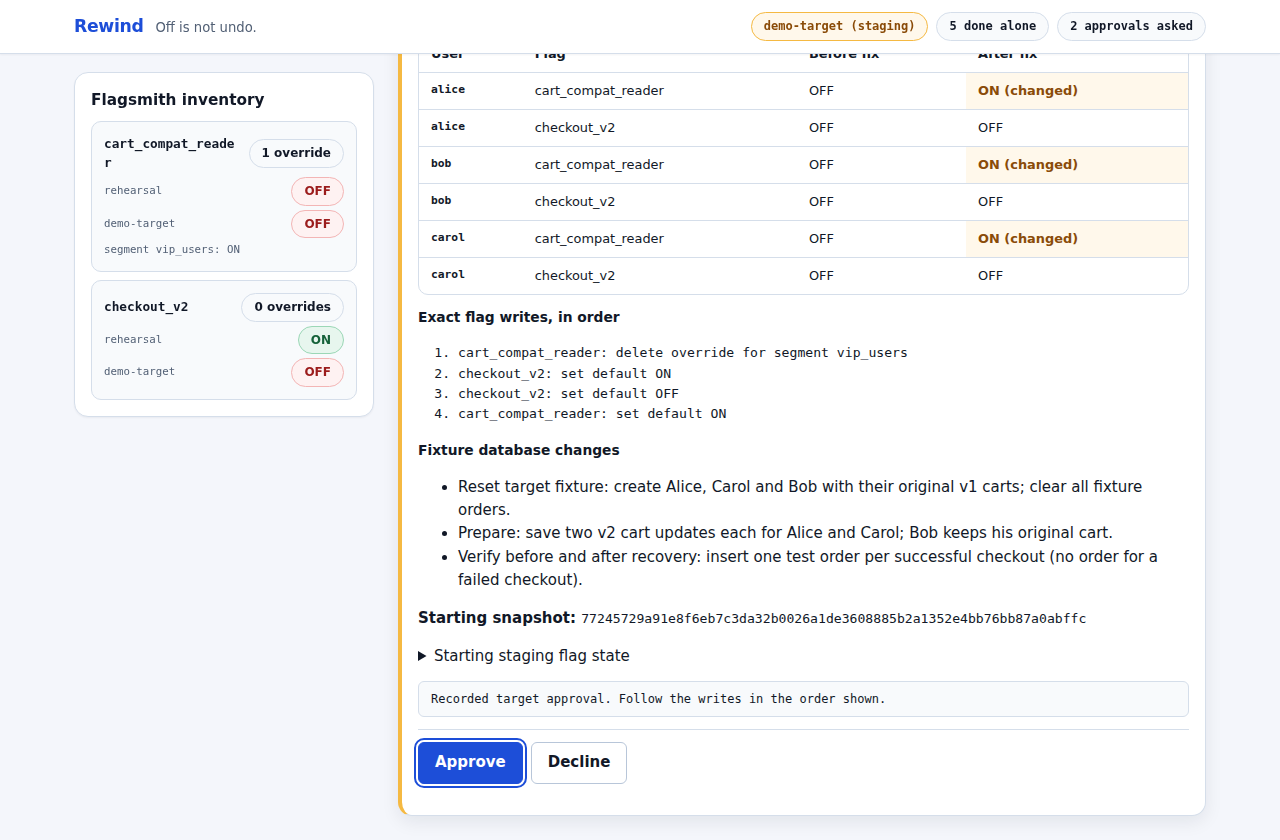 Rewind Off is not undo. demo-target (staging) 5 done alone 2 approvals asked
Flagsmith inventory
cart_compat_reade
r
1 override
rehearsal OFF
demo-target OFF
segment vip_users: ON
checkout_v2 0 overrides
rehearsal ON
demo-target OFF
User Flag Before fix After fix
alice cart_compat_reader OFF ON (changed)
alice checkout_v2 OFF OFF
bob cart_compat_reader OFF ON (changed)
bob checkout_v2 OFF OFF
carol cart_compat_reader OFF ON (changed)
carol checkout_v2 OFF OFF
Exact flag writes, in order
1. cart_compat_reader: delete override for segment vip_users
2. checkout_v2: set default ON
3. checkout_v2: set default OFF
4. cart_compat_reader: set default ON
Fixture database changes
• Reset target fixture: create Alice, Carol and Bob with their original v1 carts; clear all fixture
orders.
• Prepare: save two v2 cart updates each for Alice and Carol; Bob keeps his original cart.
• Verify before and after recovery: insert one test order per successful checkout (no order for a
failed checkout).
Starting snapshot: 77245729a91e8f6eb7c3da32b0026a1de3608885b2a1352e4bb76bb87a0abffc
▶ Starting staging flag state
Recorded target approval. Follow the writes in the order shown.
Approve Decline